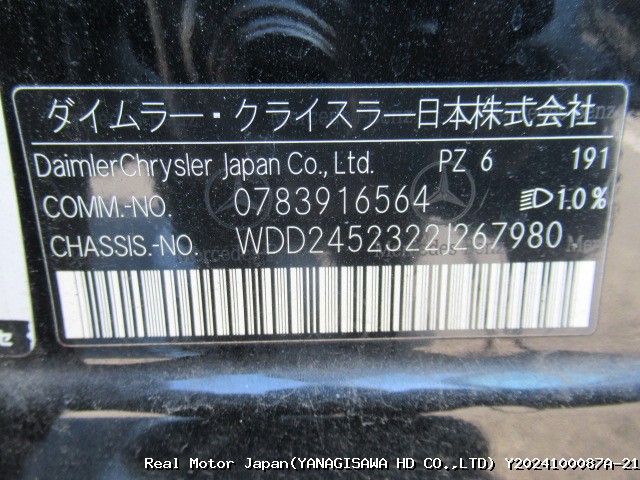 ダイムラー・クライスラー日本株式会社
DaimlerChrysler Japan Co., Ltd. PZ 6 191
COMM.-NO. 0783916564 1.0%
CHASSIS.-NO. WDD2452322J267980
Real Motor Japan(YANAGISAWA HD CO.,LTD) Y2024100087A-21